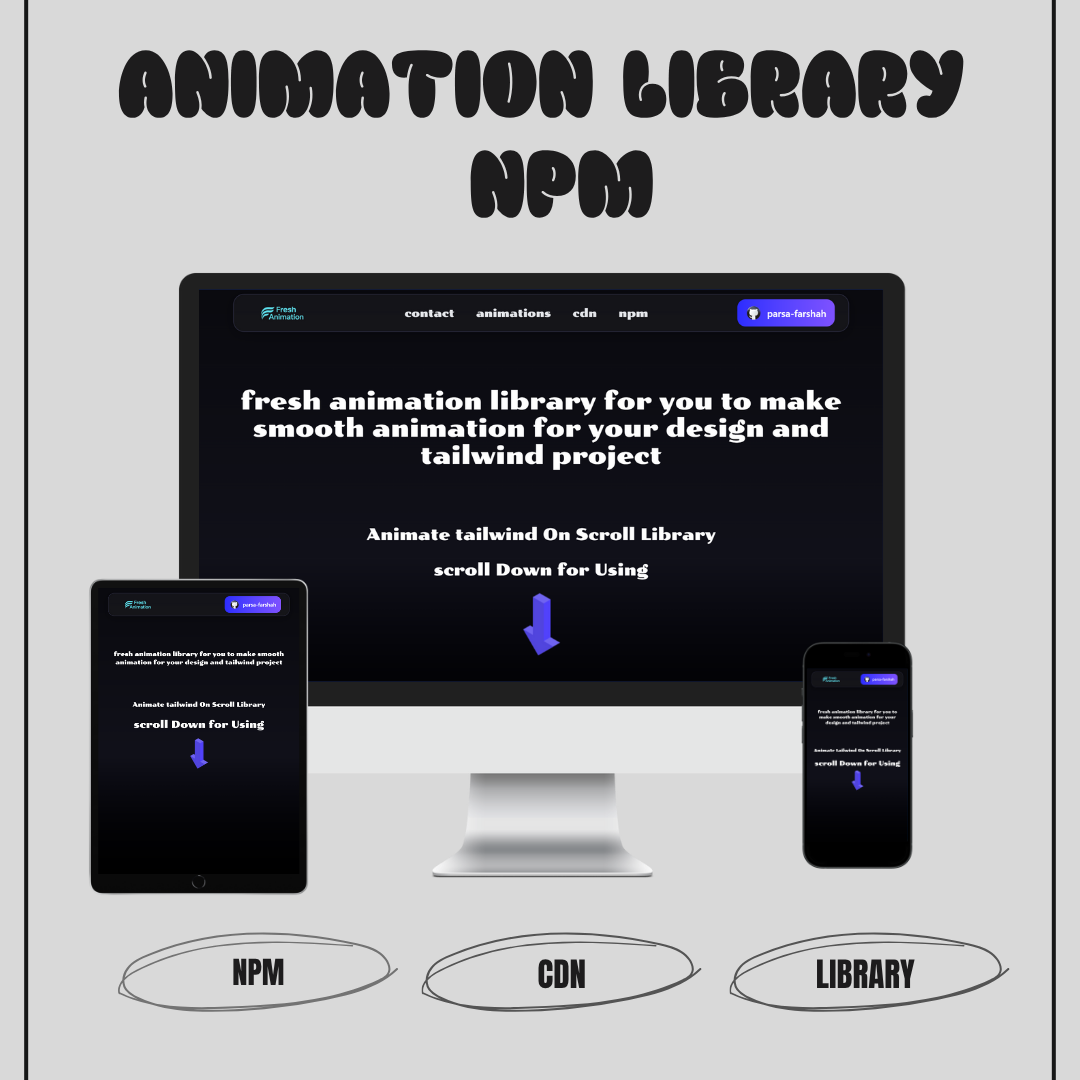 ANIMATION LIBRARY
NPM
Fresh
Animation
contact animations cdn npm
parsa-farshah
fresh animation library for you to make
smooth animation for your design and
tailwind project
Animate tailwind On Scroll Library
scroll Down for Using
Fresh
Animation
parsa-farshah
fresh animation library for you to make smooth
animation for your design and tailwind project
Animate tailwind On Scroll Library
scroll Down for Using
Fresh
Animation
parsa-farshah
fresh animation library for you to
make smooth animation for your
design and tailwind project
Animate tailwind On Scroll Library
scroll Down for Using
NPM
CDN
LIBRARY